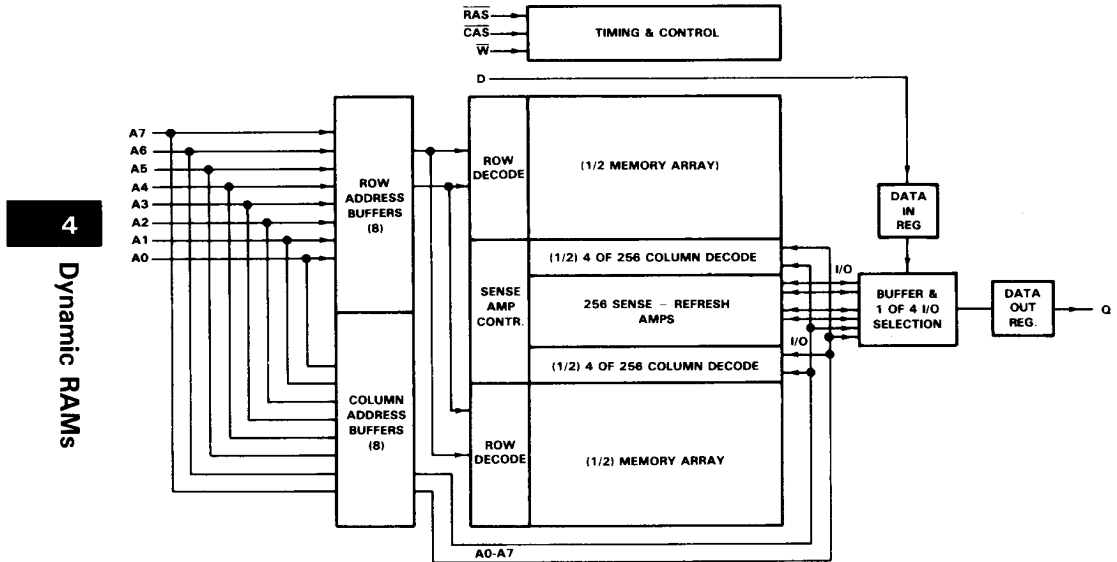 RAS
CAS
W
TIMING & CONTROL
D
A7
A6
A5
A4
A3
A2
A1
A0
ROW
ADDRESS
BUFFERS
(8)
COLUMN
ADDRESS
BUFFERS
(8)
ROW
DECODE
(1/2 MEMORY ARRAY)
SENSE
AMP
CONTR.
(1/2) 4 OF 256 COLUMN DECODE
256 SENSE – REFRESH
AMPS
(1/2) 4 OF 256 COLUMN DECODE
ROW
DECODE
(1/2) MEMORY ARRAY
I/O
I/O
DATA
IN
REG
BUFFER &
1 OF 4 I/O
SELECTION
DATA
OUT
REG.
Q
A0-A7
4
Dynamic RAMs